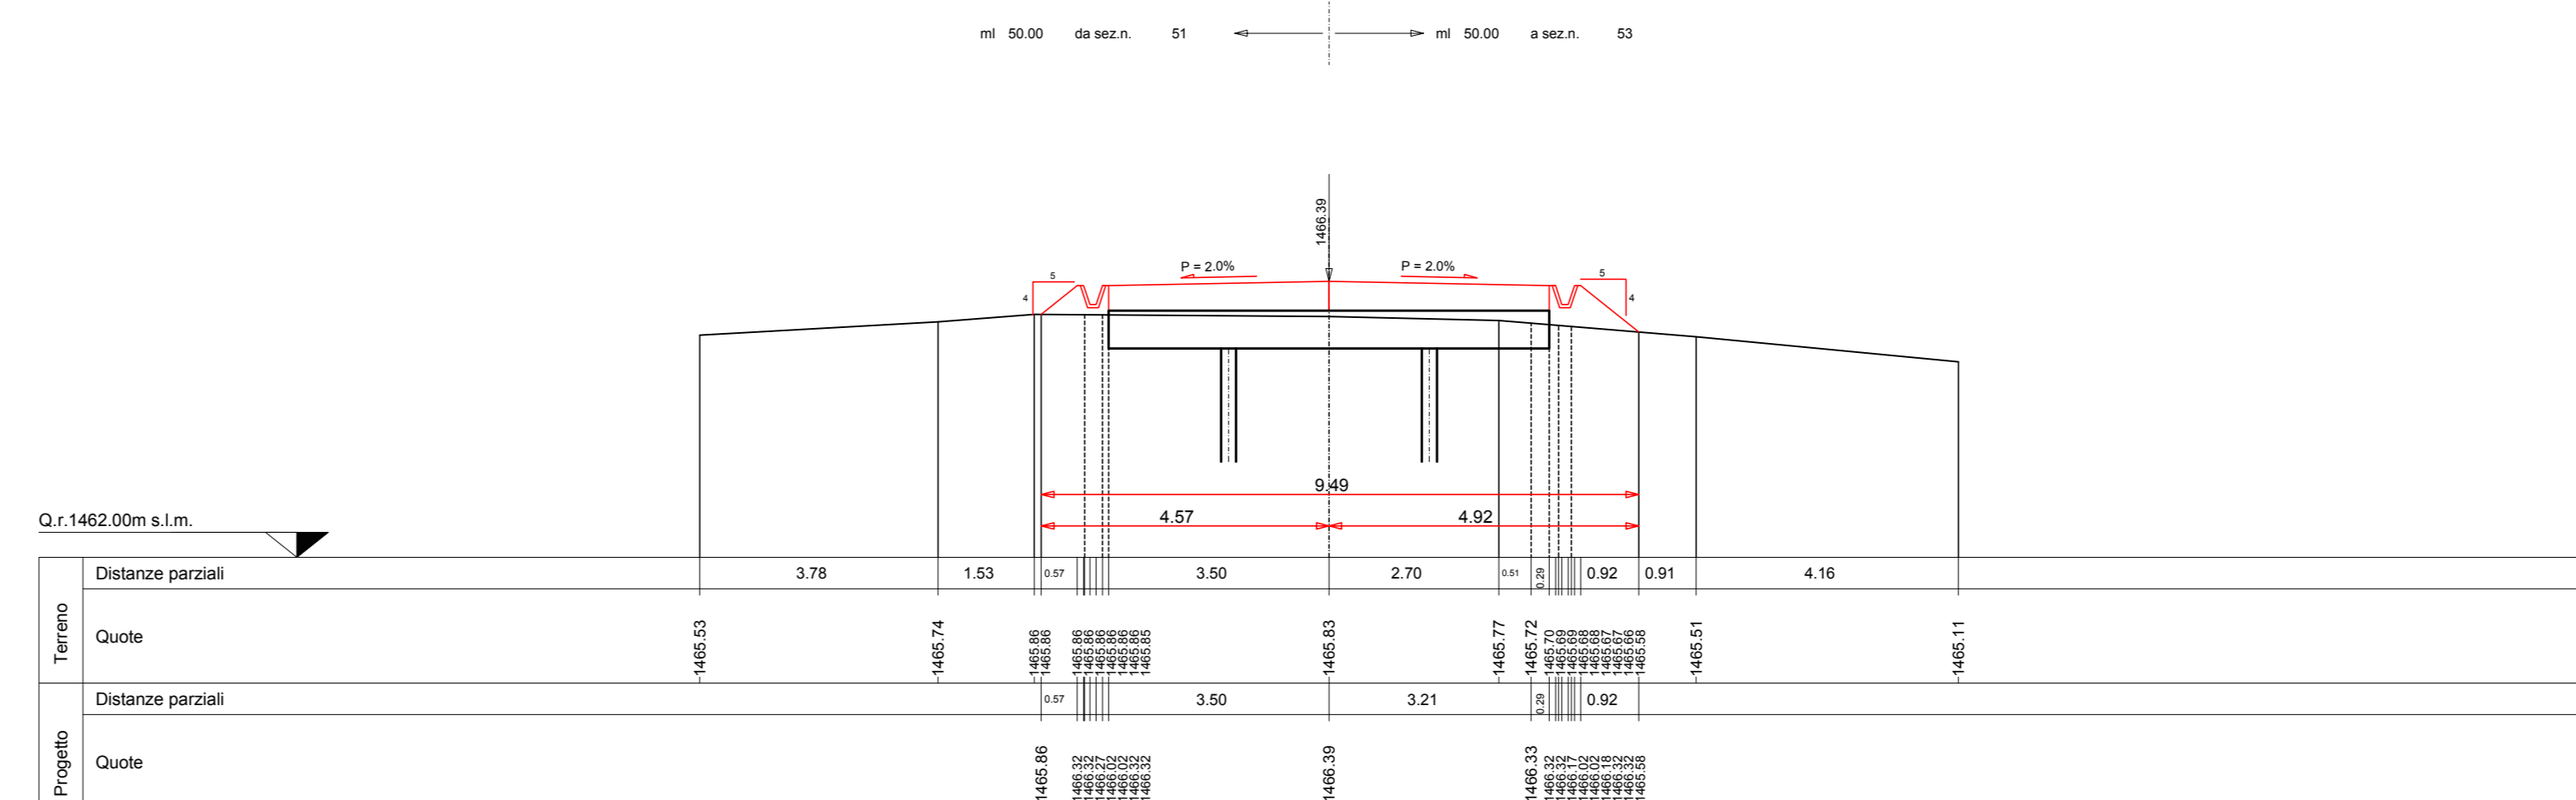 ml 50.00 da sez.n. 51 ml 50.00 a sez.n. 53
1466.39
P = 2.0% P = 2.0%
5 5
4 4
9.49
4.57 4.92
Q.r.1462.00m s.l.m.
Terreno
Distanze parziali 3.78 1.53 0.57 3.50 2.70 0.51 0.29 0.92 0.91 4.16
Quote 1465.53 1465.74 1465.86 1465.86 1465.86 1465.86 1465.86 1465.86 1465.86 1465.86 1465.85 1465.83 1465.77 1465.72 1465.70 1465.69 1465.69 1465.68 1465.68 1465.67 1465.67 1465.66 1465.58 1465.51 1465.11
Progetto
Distanze parziali 0.57 3.50 3.21 0.29 0.92
Quote 1465.86 1466.32 1466.32 1466.27 1466.02 1466.02 1466.32 1466.32 1466.39 1466.33 1466.32 1466.32 1466.17 1466.02 1466.02 1466.18 1466.32 1466.32 1465.58